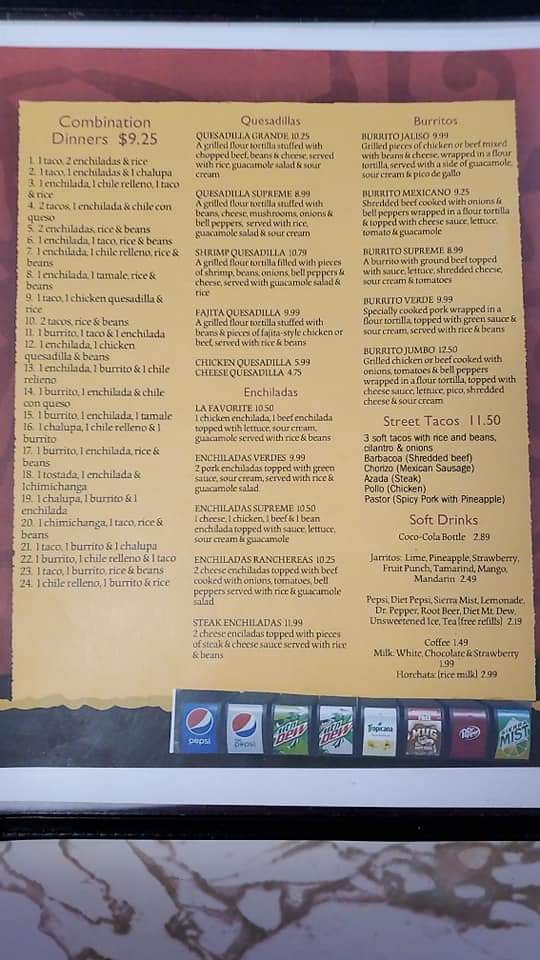 Combination
Dinners $9.25
1. 1 taco, 2 enchiladas & rice
2. 1 taco, 1 enchiladas & 1 chalupa
3. 1 enchilada, 1 chile relleno, 1 taco
& rice
4. 2 tacos, 1 enchilada & chile con
queso
5. 2 enchiladas, rice & beans
6. 1 enchilada, 1 taco, rice & beans
7. 1 enchilada, 1 chile relleno, rice &
beans
8. 1 enchilada, 1 tamale, rice &
beans
9. 1 taco, 1 chicken quesadilla &
rice
10. 2 tacos, rice & beans
11. 1 burrito, 1 taco & 1 enchilada
12. 1 enchilada, 1 chicken
quesadilla & beans
13. 1 enchilada, 1 burrito & 1 chile
relleno
14. 1 burrito, 1 enchilada & chile
con queso
15. 1 burrito, 1 enchilada, 1 tamale
16. 1 chalupa, 1 chile relleno & 1
burrito
17. 1 burrito, 1 enchilada, rice &
beans
18. 1 tostada, 1 enchilada &
1chimichanga
19. 1 chalupa, 1 burrito & 1
enchilada
20. 1 chimichanga, 1 taco, rice &
beans
21. 1 taco, 1 burrito & 1 chalupa
22. 1 burrito, 1 chile relleno & 1 taco
23. 1 taco, 1 burrito, rice & beans
24. 1 chile relleno, 1 burrito & rice
Quesadillas
QUESADILLA GRANDE 10.25
A grilled flour tortilla stuffed with
chopped beef, beans & cheese, served
with rice, guacamole salad & sour
cream
QUESADILLA SUPREME 8.99
A grilled flour tortilla stuffed with
beans, cheese, mushrooms, onions &
bell peppers, served with rice,
guacamole salad & sour cream
SHRIMP QUESADILLA 10.79
A grilled flour tortilla filled with pieces
of shrimp, beans, onions, bell peppers &
cheese, served with guacamole salad &
rice
FAJITA QUESADILLA 9.99
A grilled flour tortilla stuffed with
beans & pieces of fajita-style chicken or
beef, served with rice & beans
CHICKEN QUESADILLA 5.99
CHEESE QUESADILLA 4.75
Enchiladas
LA FAVORITE 10.50
1 chicken enchilada, 1 beef enchilada
topped wtih lettuce, sour cream,
guacamole served with rice & beans
ENCHILADAS VERDES 9.99
2 pork enchiladas topped with green
sauce, sour cream, served with rice &
guacamole salad
ENCHILADAS SUPREME 10.50
1 cheese, 1 chicken, 1 beef & 1 bean
enchilada topped with sauce, lettuce,
sour cream & guacamole
ENCHILADAS RANCHEREAS 10.25
2 cheese enchiladas topped with beef
cooked with onions, tomatoes, bell
peppers served with rice & guacamole
salad
STEAK ENCHILADAS 11.99
2 cheese enciladas topped with pieces
of steak & cheese sauce served with rice
& beans
Burritos
BURRITO JALISO 9.99
Grilled pieces of chicken or beef mixed
with beans & cheese, wrapped in a flour
tortilla, served with a side of guacamole,
sour cream & pico de gallo
BURRITO MEXICANO 9.25
Shredded beef cooked with onions &
bell peppers wrapped in a flour tortilla
& topped with cheese sauce, lettuce,
tomato & guacamole
BURRITO SUPREME 8.99
A burrito with ground beef topped
with sauce, lettuce, shredded cheese,
sour cream & tomatoes
BURRITO VERDE 9.99
Specially cooked pork wrapped in a
flour tortilla, topped with green sauce &
sour cream, served with rice & beans
BURRITO JUMBO 12.50
Grilled chicken or beef cooked with
onions, tomatoes & bell peppers
wrapped in a flour tortilla, topped with
cheese sauce, lettuce, pico, shredded
cheese & sour cream
Street Tacos 11.50
3 soft tacos with rice and beans,
cilantro & onions
Barbacoa (Shredded beef)
Chorizo (Mexican Sausage)
Azada (Steak)
Pollo (Chicken)
Pastor (Spicy Pork with Pineapple)
Soft Drinks
Coco-Cola Bottle 2.89
Jarritos: Lime, Pineapple, Strawberry,
Fruit Punch, Tamarind, Mango,
Mandarin 2.49
Pepsi, Diet Pepsi, Sierra Mist, Lemonade,
Dr. Pepper, Root Beer, Diet Mt. Dew,
Unsweetened Ice, Tea (free refills) 2.19
Coffee 1.49
Milk: White, Chocolate & Strawberry
1.99
Horchata: (rice milk) 2.99
pepsi
pepsi
Mtn Dew
Mtn Dew
Tropicana
MUG
Dr Pepper
MIST